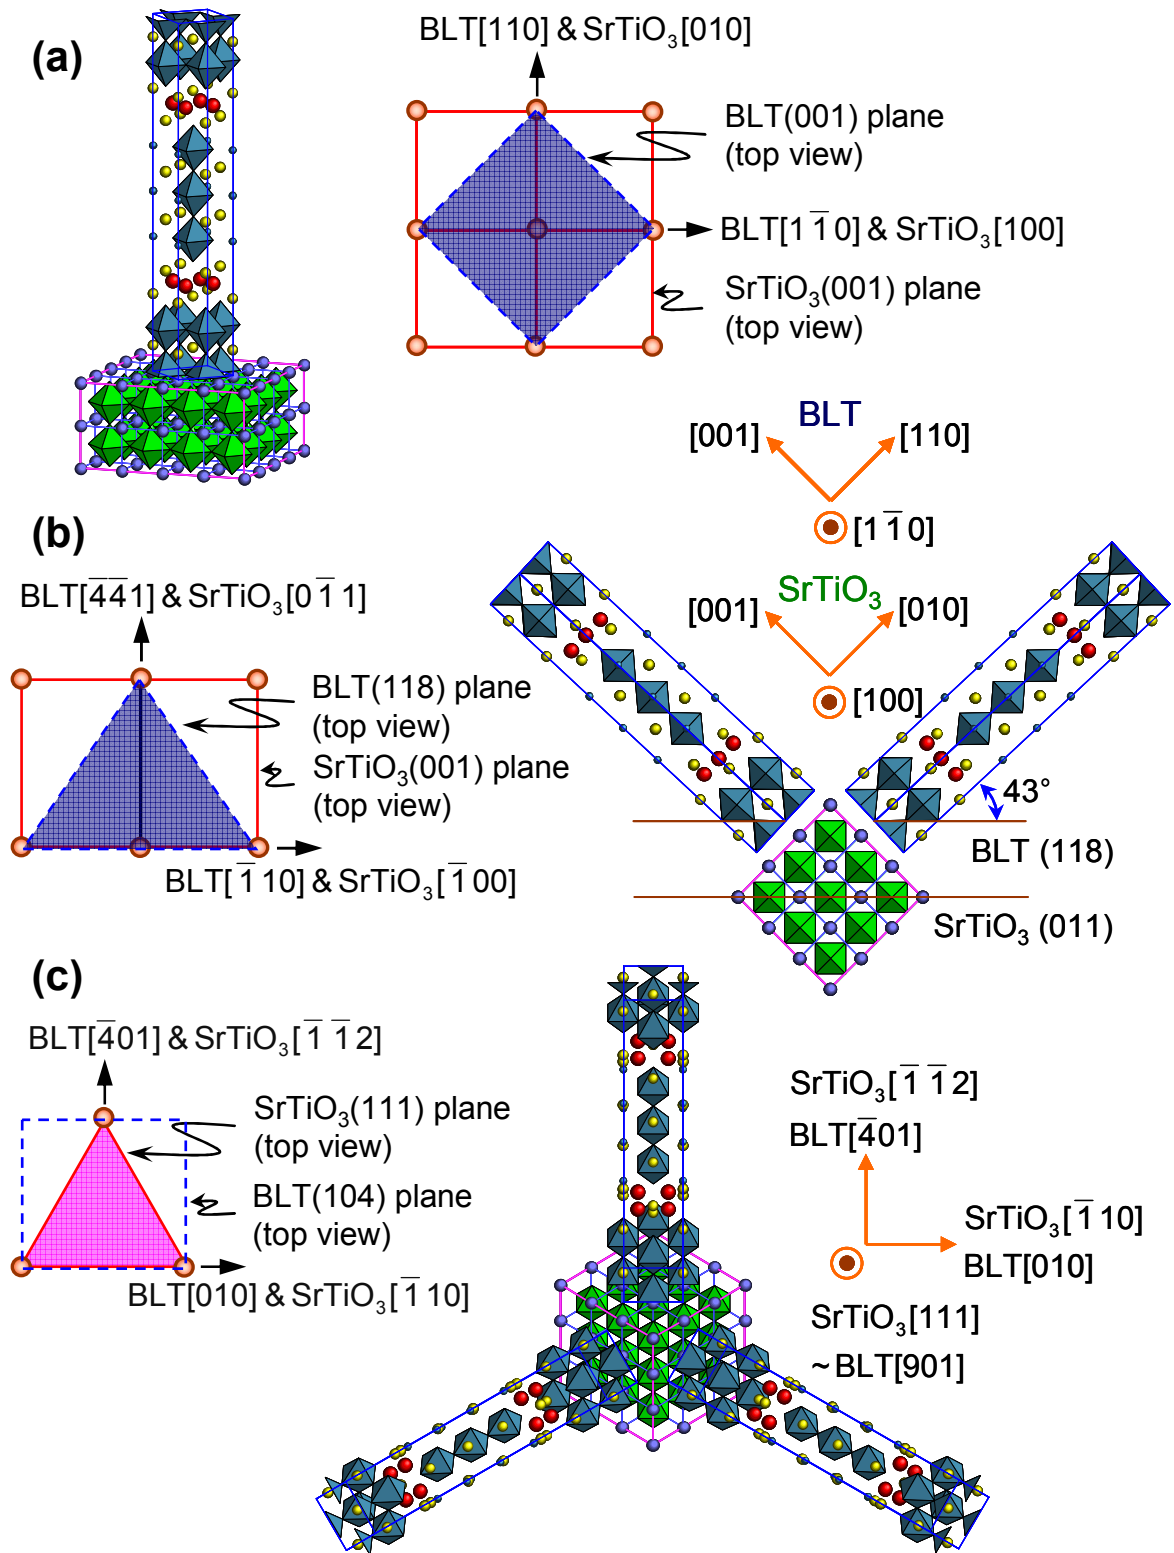 (a)
BLT[110] & SrTiO₃[010]
BLT(001) plane
(top view)
BLT[11̅0] & SrTiO₃[100]
SrTiO₃(001) plane
(top view)
BLT
[001]
[110]
[11̅0]
(b)
BLT[4̅4̅1] & SrTiO₃[01̅1]
BLT(118) plane
(top view)
SrTiO₃(001) plane
(top view)
BLT[1̅10] & SrTiO₃[1̅00]
SrTiO₃
[001]
[010]
[100]
43°
BLT (118)
SrTiO₃ (011)
(c)
BLT[4̅01] & SrTiO₃[1̅1̅2]
SrTiO₃(111) plane
(top view)
BLT(104) plane
(top view)
BLT[010] & SrTiO₃[1̅10]
SrTiO₃[1̅1̅2]
BLT[4̅01]
SrTiO₃[1̅10]
BLT[010]
SrTiO₃[111]
~BLT[901]